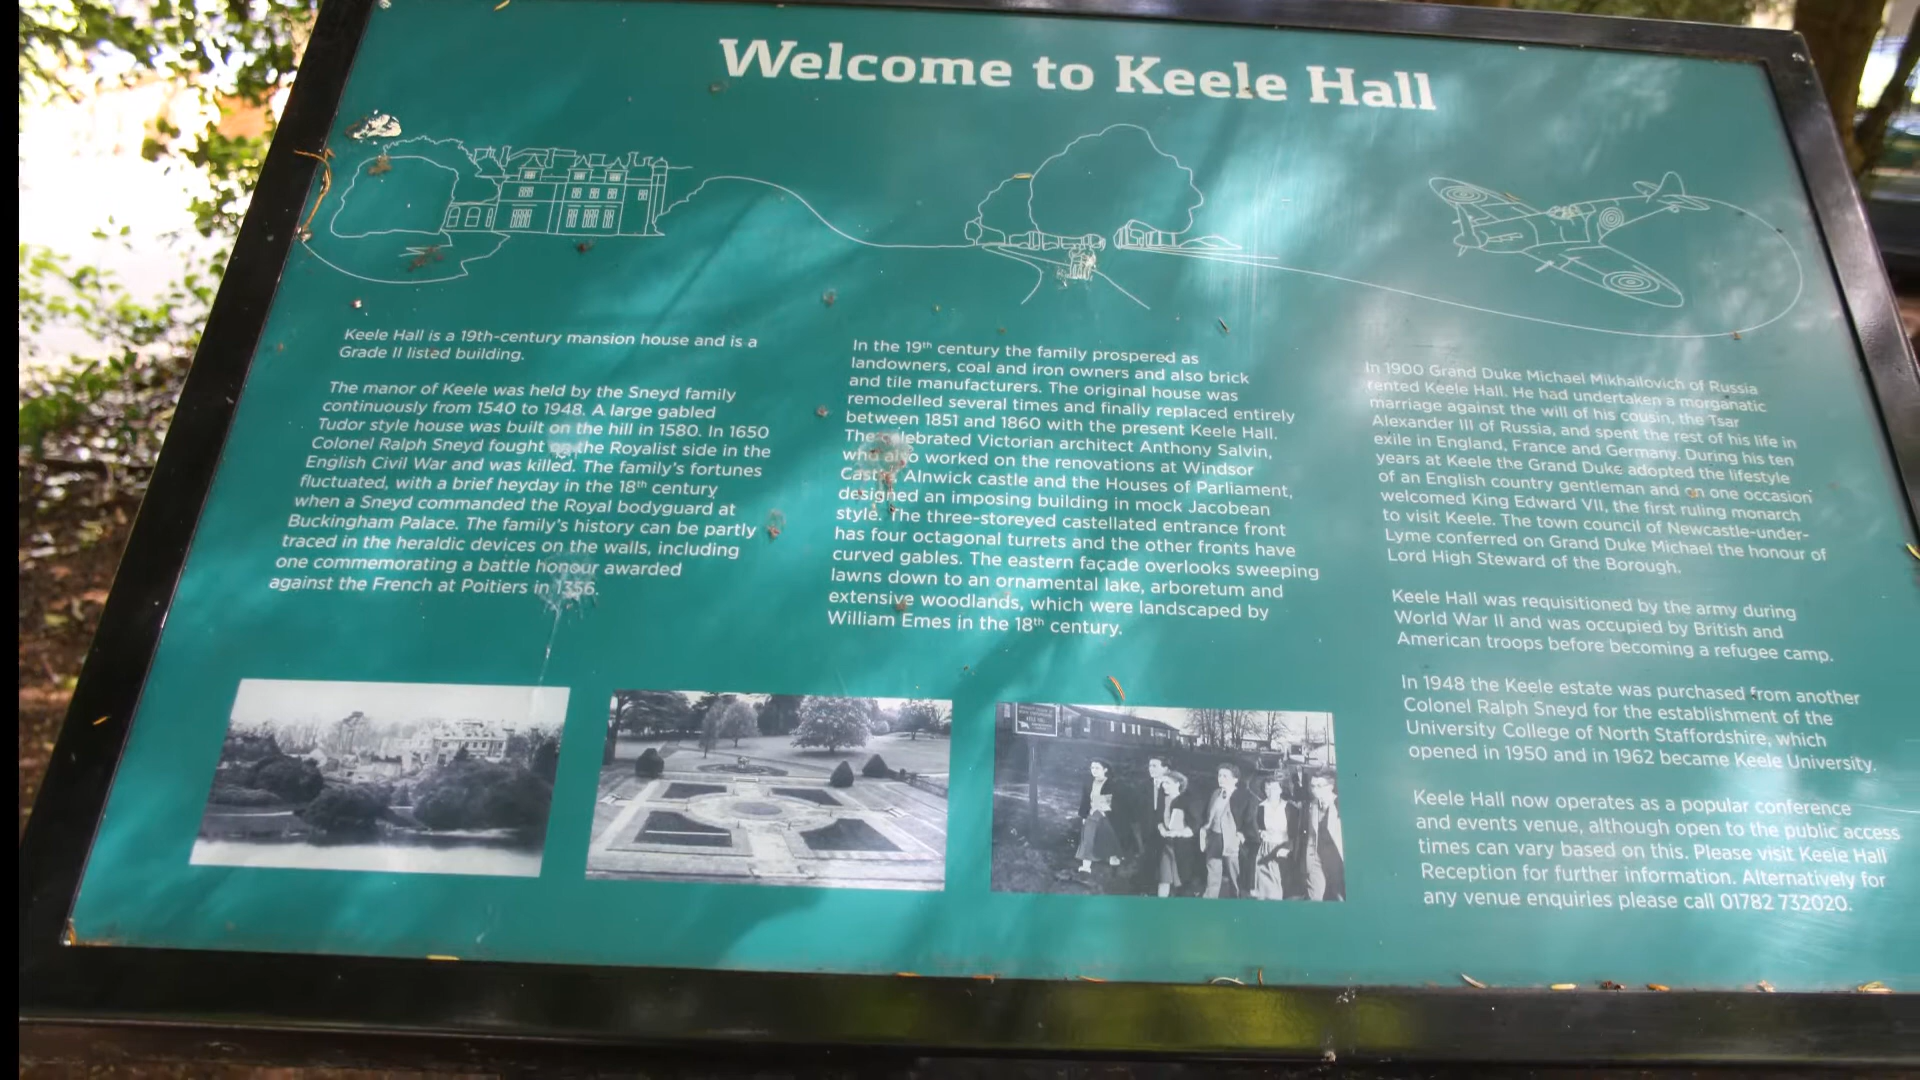 Welcome to Keele Hall
Keele Hall is a 19th-century mansion house and is a
Grade II listed building.
The manor of Keele was held by the Sneyd family
continuously from 1540 to 1948. A large gabled
Tudor style house was built on the hill in 1580. In 1650
Colonel Ralph Sneyd fought on the Royalist side in the
English Civil War and was killed. The family's fortunes
fluctuated, with a brief heyday in the 18th century
when a Sneyd commanded the Royal bodyguard at
Buckingham Palace. The family's history can be partly
traced in the heraldic devices on the walls, including
one commemorating a battle honour awarded
against the French at Poitiers in 1356.
In the 19th century the family prospered as
landowners, coal and iron owners and also brick
and tile manufacturers. The original house was
remodelled several times and finally replaced entirely
between 1851 and 1860 with the present Keele Hall.
The celebrated Victorian architect Anthony Salvin,
who also worked on the renovations at Windsor
Castle, Alnwick castle and the Houses of Parliament,
designed an imposing building in mock Jacobean
style. The three-storeyed castellated entrance front
has four octagonal turrets and the other fronts have
curved gables. The eastern façade overlooks sweeping
lawns down to an ornamental lake, arboretum and
extensive woodlands, which were landscaped by
William Emes in the 18th century.
In 1900 Grand Duke Michael Mikhailovich of Russia
rented Keele Hall. He had undertaken a morganatic
marriage against the will of his cousin, the Tsar
Alexander III of Russia, and spent the rest of his life in
exile in England, France and Germany. During his ten
years at Keele the Grand Duke adopted the lifestyle
of an English country gentleman and on one occasion
welcomed King Edward VII, the first ruling monarch
to visit Keele. The town council of Newcastle-under-
Lyme conferred on Grand Duke Michael the honour of
Lord High Steward of the Borough.
Keele Hall was requisitioned by the army during
World War II and was occupied by British and
American troops before becoming a refugee camp.
In 1948 the Keele estate was purchased from another
Colonel Ralph Sneyd for the establishment of the
University College of North Staffordshire, which
opened in 1950 and in 1962 became Keele University.
Keele Hall now operates as a popular conference
and events venue, although open to the public access
times can vary based on this. Please visit Keele Hall
Reception for further information. Alternatively for
any venue enquiries please call 01782 732020.